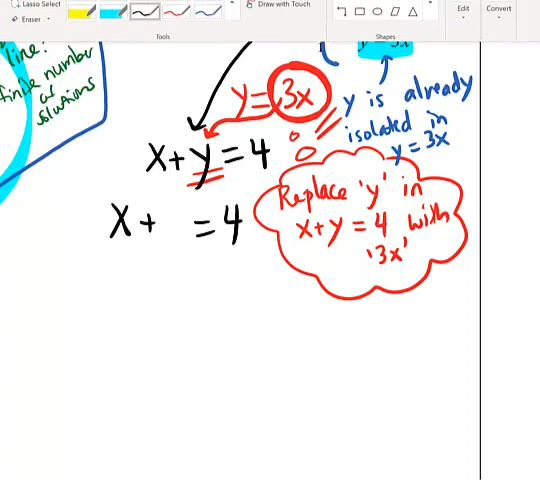 Lasso Select
Eraser
Draw with Touch
Edit
Convert
Tools
Shapes
line:
finite number
of
solutions
y = 3x
y is already
isolated in
y = 3x
x + y = 4
x + = 4
Replace 'y' in
x + y = 4 with
'3x'